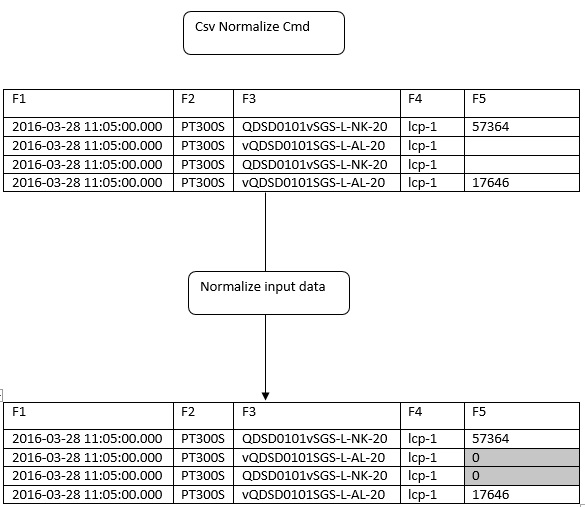 Csv Normalize Cmd
F1 F2 F3 F4 F5
2016-03-28 11:05:00.000 PT300S QDSD0101vSGS-L-NK-20 lcp-1 57364
2016-03-28 11:05:00.000 PT300S vQDSD0101SGS-L-AL-20 lcp-1
2016-03-28 11:05:00.000 PT300S QDSD0101vSGS-L-NK-20 lcp-1
2016-03-28 11:05:00.000 PT300S vQDSD0101SGS-L-AL-20 lcp-1 17646
Normalize input data
F1 F2 F3 F4 F5
2016-03-28 11:05:00.000 PT300S QDSD0101vSGS-L-NK-20 lcp-1 57364
2016-03-28 11:05:00.000 PT300S vQDSD0101SGS-L-AL-20 lcp-1 0
2016-03-28 11:05:00.000 PT300S QDSD0101vSGS-L-NK-20 lcp-1 0
2016-03-28 11:05:00.000 PT300S vQDSD0101SGS-L-AL-20 lcp-1 17646